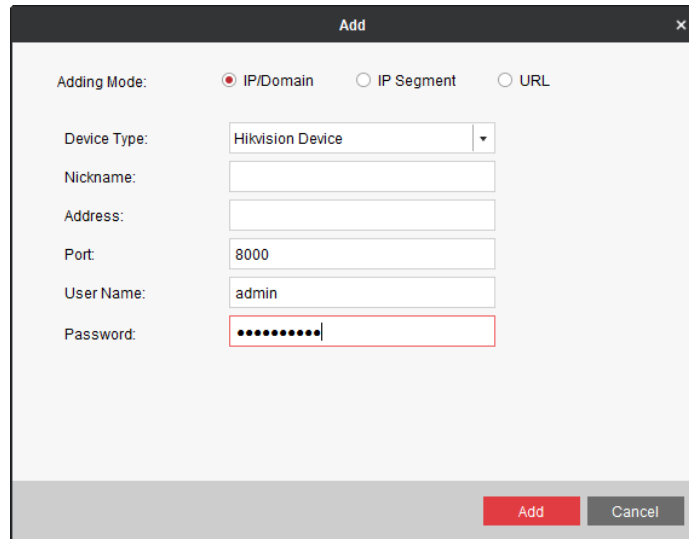 Add
Adding Mode: IP/Domain IP Segment URL
Device Type: Hikvision Device
Nickname:
Address:
Port: 8000
User Name: admin
Password: ●●●●●●●●●●
Add Cancel